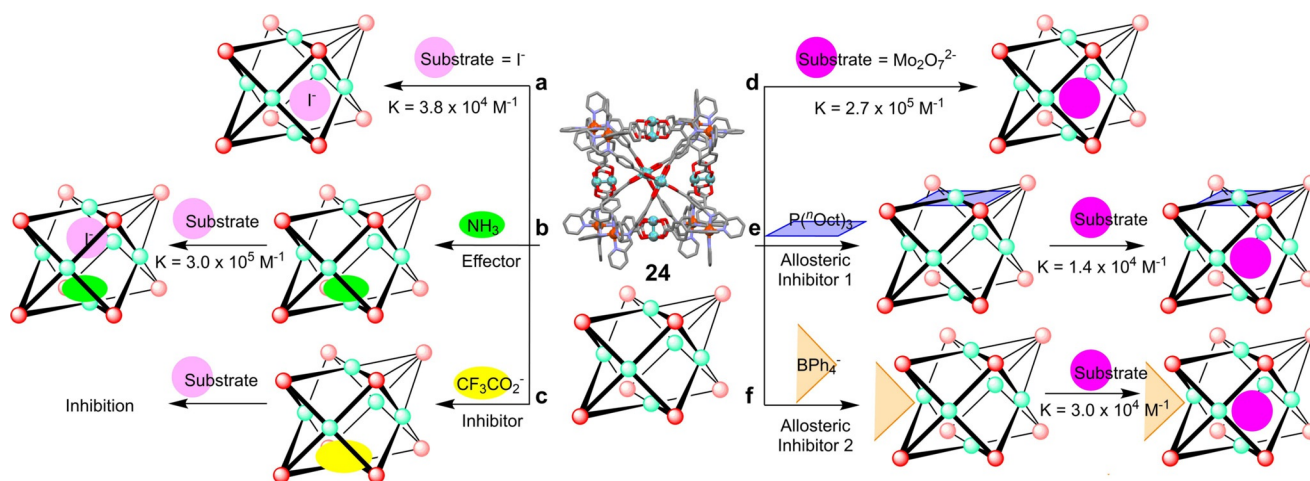 a
Substrate = I⁻
K = 3.8 x 10⁴ M⁻¹
I⁻
b
NH₃
Effector
Substrate
K = 3.0 x 10⁵ M⁻¹
I⁻
c
CF₃CO₂⁻
Inhibitor
Substrate
Inhibition
24
d
Substrate = Mo₂O₇²⁻
K = 2.7 x 10⁵ M⁻¹
e
P(ⁿOct)₃
Allosteric
Inhibitor 1
Substrate
K = 1.4 x 10⁴ M⁻¹
f
BPh₄⁻
Allosteric
Inhibitor 2
Substrate
K = 3.0 x 10⁴ M⁻¹